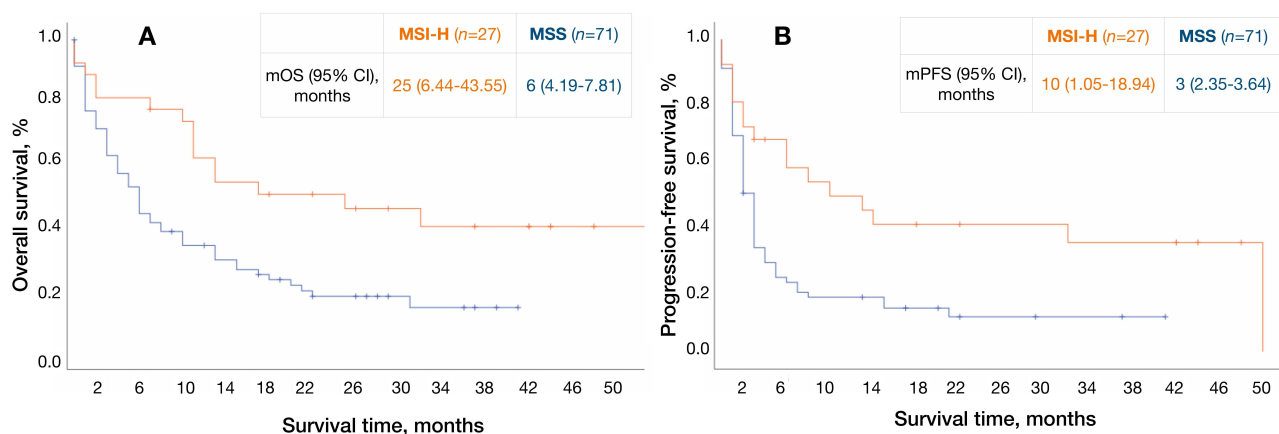 A
MSI-H (n=27) MSS (n=71)
mOS (95% CI), months 25 (6.44-43.55) 6 (4.19-7.81)
Overall survival, %
1.0
0.8
0.6
0.4
0.2
0.0
2 6 10 14 18 22 26 30 34 38 42 46 50
Survival time, months
B
MSI-H (n=27) MSS (n=71)
mPFS (95% CI), months 10 (1.05-18.94) 3 (2.35-3.64)
Progression-free survival, %
1.0
0.8
0.6
0.4
0.2
0.0
2 6 10 14 18 22 26 30 34 38 42 46 50
Survival time, months